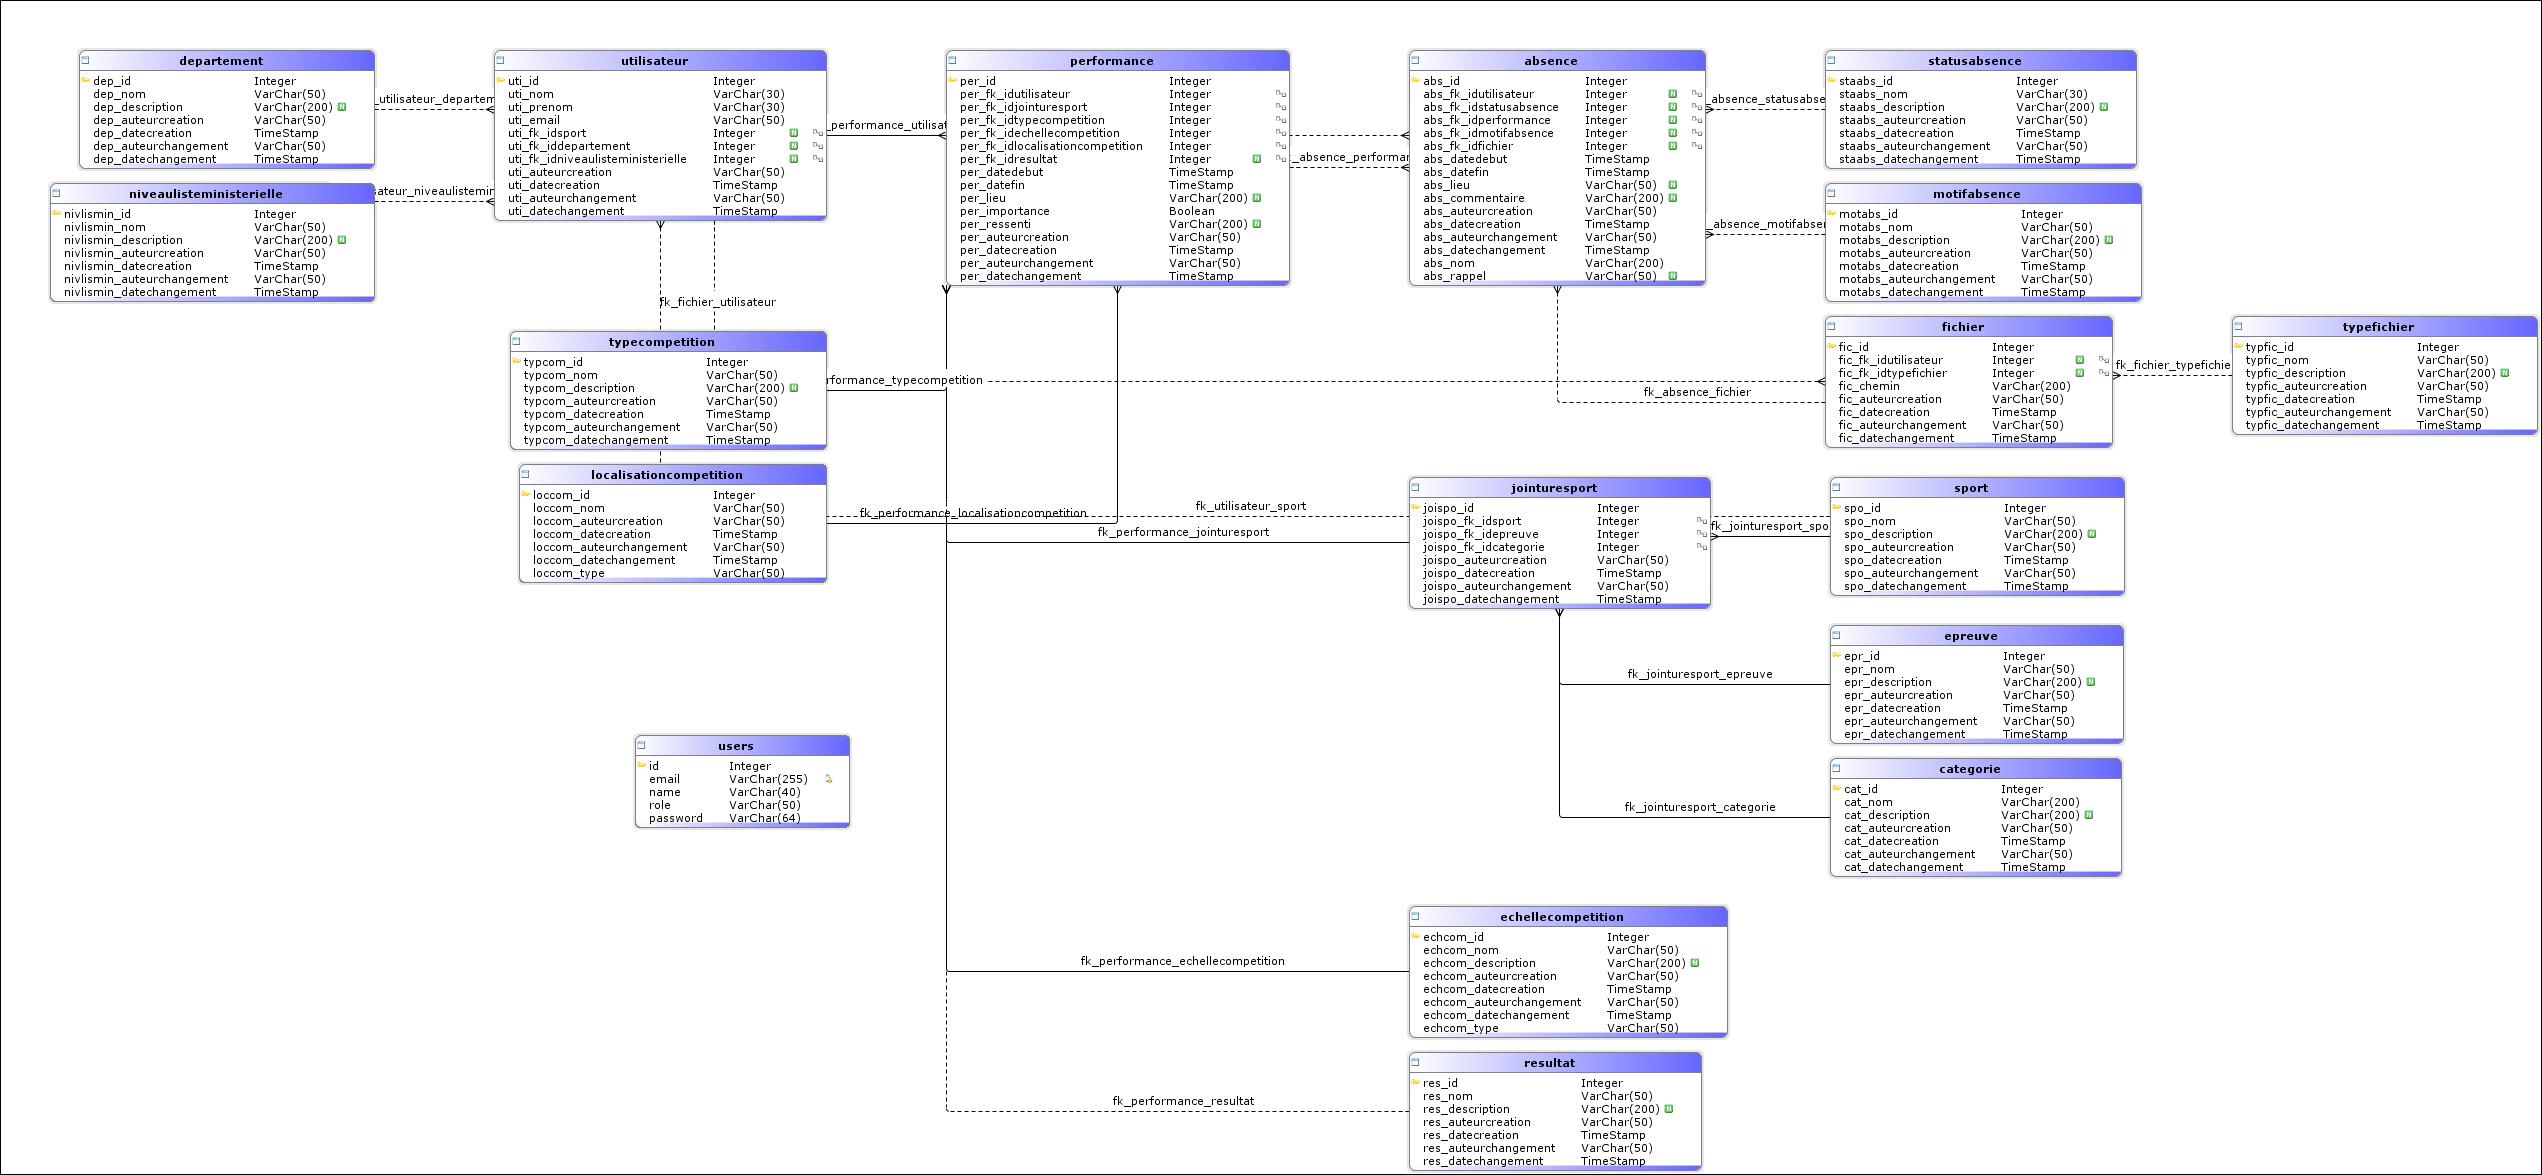 departement
dep_id Integer
dep_nom VarChar(50)
dep_description VarChar(200) N
dep_auteurcreation VarChar(50)
dep_datecreation TimeStamp
dep_auteurchangement VarChar(50)
dep_datechangement TimeStamp
_utilisateur_departem
niveaulisteministerielle
nivlismin_id Integer
nivlismin_nom VarChar(50)
nivlismin_description VarChar(200) N
nivlismin_auteurcreation VarChar(50)
nivlismin_datecreation TimeStamp
nivlismin_auteurchangement VarChar(50)
nivlismin_datechangement TimeStamp
sateur_niveaulistemin
utilisateur
uti_id Integer
uti_nom VarChar(30)
uti_prenom VarChar(30)
uti_email VarChar(50)
uti_fk_idsport Integer N
uti_fk_iddepartement Integer N
uti_fk_idniveaulisteministerielle Integer N
uti_auteurcreation VarChar(50)
uti_datecreation TimeStamp
uti_auteurchangement VarChar(50)
uti_datechangement TimeStamp
_performance_utilisat
fk_fichier_utilisateur
performance
per_id Integer
per_fk_idutilisateur Integer
per_fk_idjointuresport Integer
per_fk_idtypecompetition Integer
per_fk_idechellecompetition Integer
per_fk_idlocalisationcompetition Integer
per_fk_idresultat Integer N
per_datedebut TimeStamp
per_datefin TimeStamp
per_lieu VarChar(200) N
per_importance Boolean
per_ressenti VarChar(200) N
per_auteurcreation VarChar(50)
per_datecreation TimeStamp
per_auteurchangement VarChar(50)
per_datechangement TimeStamp
_absence_performan
absence
abs_id Integer
abs_fk_idutilisateur Integer N
abs_fk_idstatusabsence Integer N
abs_fk_idperformance Integer N
abs_fk_idmotifabsence Integer N
abs_fk_idfichier Integer N
abs_datedebut TimeStamp
abs_datefin TimeStamp
abs_lieu VarChar(50) N
abs_commentaire VarChar(200) N
abs_auteurcreation VarChar(50)
abs_datecreation TimeStamp
abs_auteurchangement VarChar(50)
abs_datechangement TimeStamp
abs_nom VarChar(200)
abs_rappel VarChar(50) N
_absence_statusabse
_absence_motifabsen
statusabsence
staabs_id Integer
staabs_nom VarChar(30)
staabs_description VarChar(200) N
staabs_auteurcreation VarChar(50)
staabs_datecreation TimeStamp
staabs_auteurchangement VarChar(50)
staabs_datechangement TimeStamp
motifabsence
motabs_id Integer
motabs_nom VarChar(50)
motabs_description VarChar(200) N
motabs_auteurcreation VarChar(50)
motabs_datecreation TimeStamp
motabs_auteurchangement VarChar(50)
motabs_datechangement TimeStamp
typecompetition
typcom_id Integer
typcom_nom VarChar(50)
typcom_description VarChar(200) N
typcom_auteurcreation VarChar(50)
typcom_datecreation TimeStamp
typcom_auteurchangement VarChar(50)
typcom_datechangement TimeStamp
rformance_typecompetition
fk_absence_fichier
fichier
fic_id Integer
fic_fk_idutilisateur Integer N
fic_fk_idtypefichier Integer N
fic_chemin VarChar(200)
fic_auteurcreation VarChar(50)
fic_datecreation TimeStamp
fic_auteurchangement VarChar(50)
fic_datechangement TimeStamp
fk_fichier_typefichie
typefichier
typfic_id Integer
typfic_nom VarChar(50)
typfic_description VarChar(200) N
typfic_auteurcreation VarChar(50)
typfic_datecreation TimeStamp
typfic_auteurchangement VarChar(50)
typfic_datechangement TimeStamp
localisationcompetition
loccom_id Integer
loccom_nom VarChar(50)
loccom_auteurcreation VarChar(50)
loccom_datecreation TimeStamp
loccom_auteurchangement VarChar(50)
loccom_datechangement TimeStamp
loccom_type VarChar(50)
fk_performance_localisationcompetition
fk_utilisateur_sport
fk_performance_jointuresport
jointuresport
joispo_id Integer
joispo_fk_idsport Integer
joispo_fk_idepreuve Integer
joispo_fk_idcategorie Integer
joispo_auteurcreation VarChar(50)
joispo_datecreation TimeStamp
joispo_auteurchangement VarChar(50)
joispo_datechangement TimeStamp
fk_jointuresport_spo
sport
spo_id Integer
spo_nom VarChar(50)
spo_description VarChar(200) N
spo_auteurcreation VarChar(50)
spo_datecreation TimeStamp
spo_auteurchangement VarChar(50)
spo_datechangement TimeStamp
fk_jointuresport_epreuve
epreuve
epr_id Integer
epr_nom VarChar(50)
epr_description VarChar(200) N
epr_auteurcreation VarChar(50)
epr_datecreation TimeStamp
epr_auteurchangement VarChar(50)
epr_datechangement TimeStamp
users
id Integer
email VarChar(255)
name VarChar(40)
role VarChar(50)
password VarChar(64)
fk_jointuresport_categorie
categorie
cat_id Integer
cat_nom VarChar(200)
cat_description VarChar(200) N
cat_auteurcreation VarChar(50)
cat_datecreation TimeStamp
cat_auteurchangement VarChar(50)
cat_datechangement TimeStamp
fk_performance_echellecompetition
echellecompetition
echcom_id Integer
echcom_nom VarChar(50)
echcom_description VarChar(200) N
echcom_auteurcreation VarChar(50)
echcom_datecreation TimeStamp
echcom_auteurchangement VarChar(50)
echcom_datechangement TimeStamp
echcom_type VarChar(50)
fk_performance_resultat
resultat
res_id Integer
res_nom VarChar(50)
res_description VarChar(200) N
res_auteurcreation VarChar(50)
res_datecreation TimeStamp
res_auteurchangement VarChar(50)
res_datechangement TimeStamp